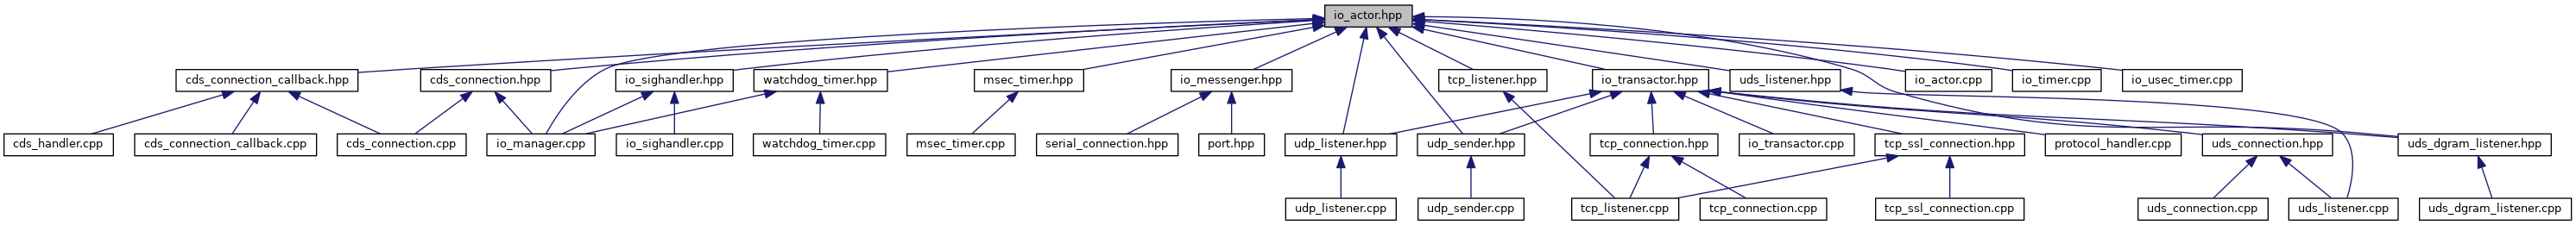 io_actor.hpp
cds_connection_callback.hpp
cds_connection.hpp
io_sighandler.hpp
watchdog_timer.hpp
msec_timer.hpp
io_messenger.hpp
tcp_listener.hpp
io_transactor.hpp
uds_listener.hpp
io_actor.cpp
io_timer.cpp
io_usec_timer.cpp
cds_handler.cpp
cds_connection_callback.cpp
cds_connection.cpp
io_manager.cpp
io_sighandler.cpp
watchdog_timer.cpp
msec_timer.cpp
serial_connection.hpp
port.hpp
udp_listener.hpp
udp_sender.hpp
tcp_connection.hpp
io_transactor.cpp
tcp_ssl_connection.hpp
protocol_handler.cpp
uds_connection.hpp
uds_dgram_listener.hpp
udp_listener.cpp
udp_sender.cpp
tcp_listener.cpp
tcp_connection.cpp
tcp_ssl_connection.cpp
uds_connection.cpp
uds_listener.cpp
uds_dgram_listener.cpp